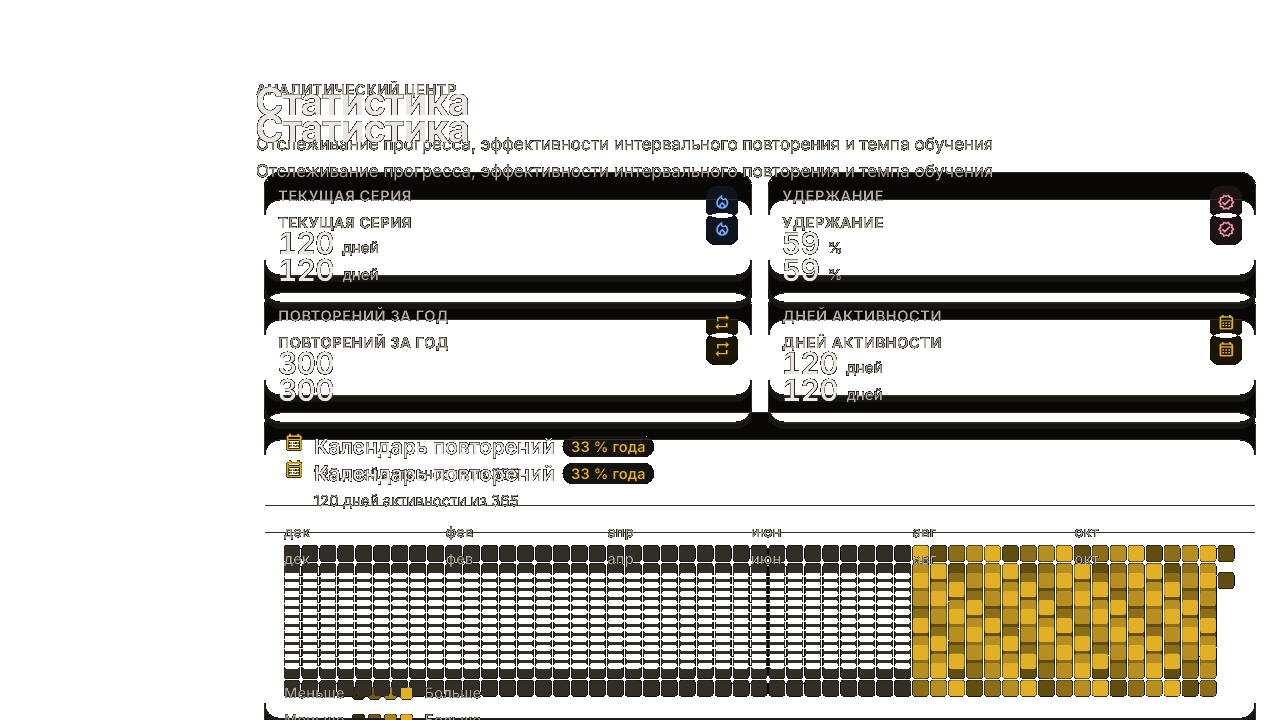 АНАЛИТИЧЕСКИЙ ЦЕНТР
Статистика
Статистика
Отслеживание прогресса, эффективности интервального повторения и темпа обучения
Отслеживание прогресса, эффективности интервального повторения и темпа обучения
ТЕКУЩАЯ СЕРИЯ
УДЕРЖАНИЕ
ТЕКУЩАЯ СЕРИЯ
УДЕРЖАНИЕ
120 дней
59 %
120 дней
59 %
ПОВТОРЕНИЙ ЗА ГОД
ДНЕЙ АКТИВНОСТИ
ПОВТОРЕНИЙ ЗА ГОД
ДНЕЙ АКТИВНОСТИ
300
120 дней
300
120 дней
Календарь повторений 33 % года
Календарь повторений 33 % года
120 дней активности из 365
дек фев апр июн авг окт
дек фев апр июн авг окт
Меньше Больше
Меньше Больше